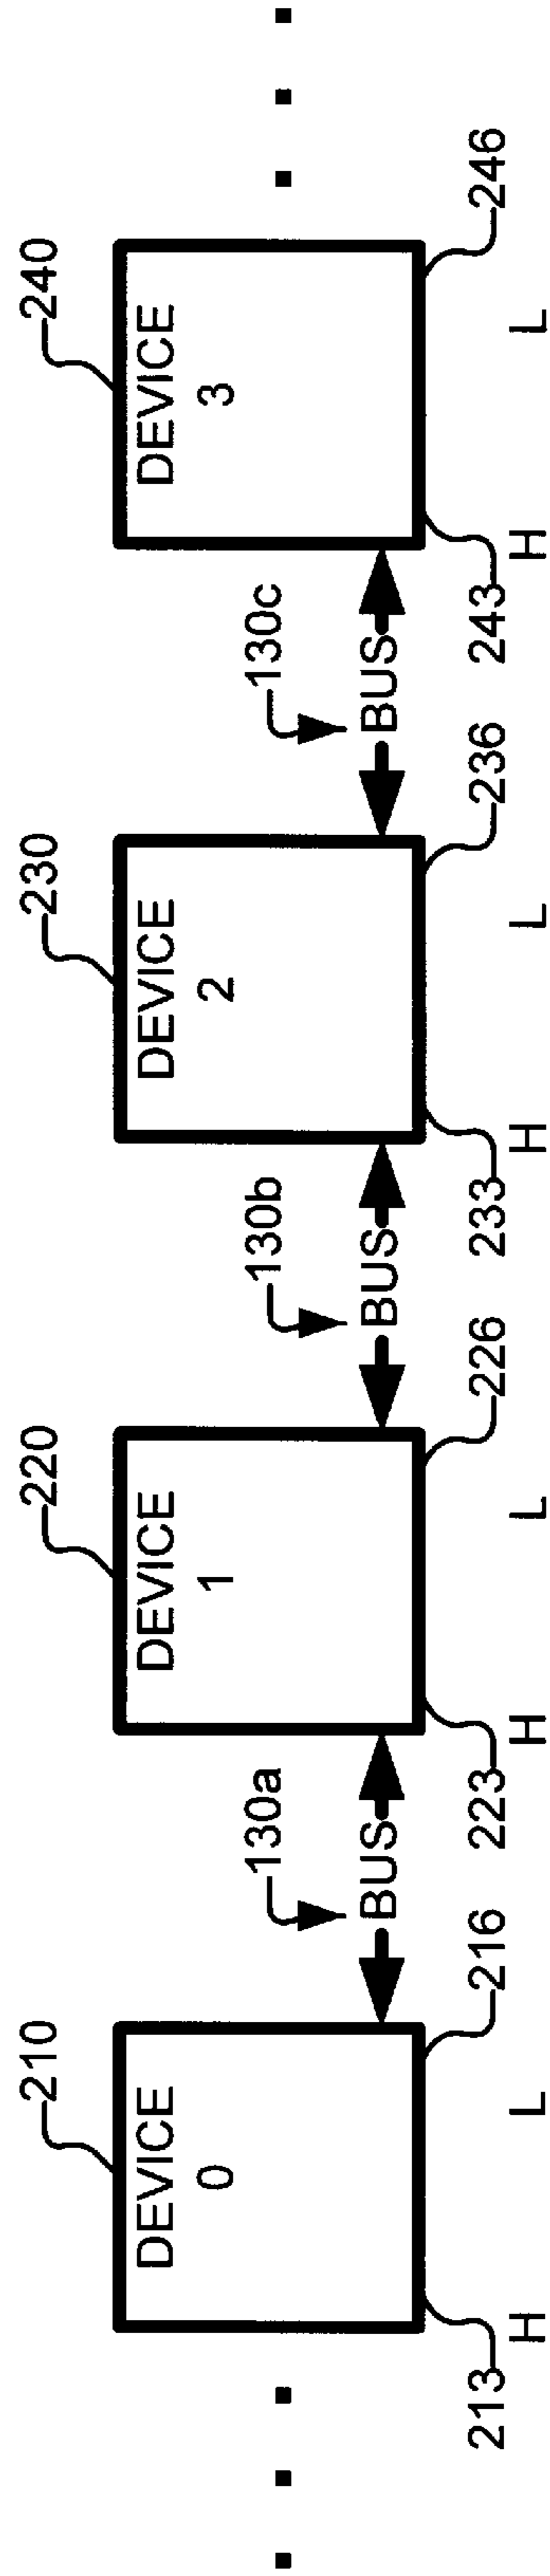 210 220 230 240
DEVICE DEVICE DEVICE DEVICE
0 1 2 3
130a 130b 130c
BUS BUS BUS
213 216 223 226 233 236 243 246
H L H L H L H L